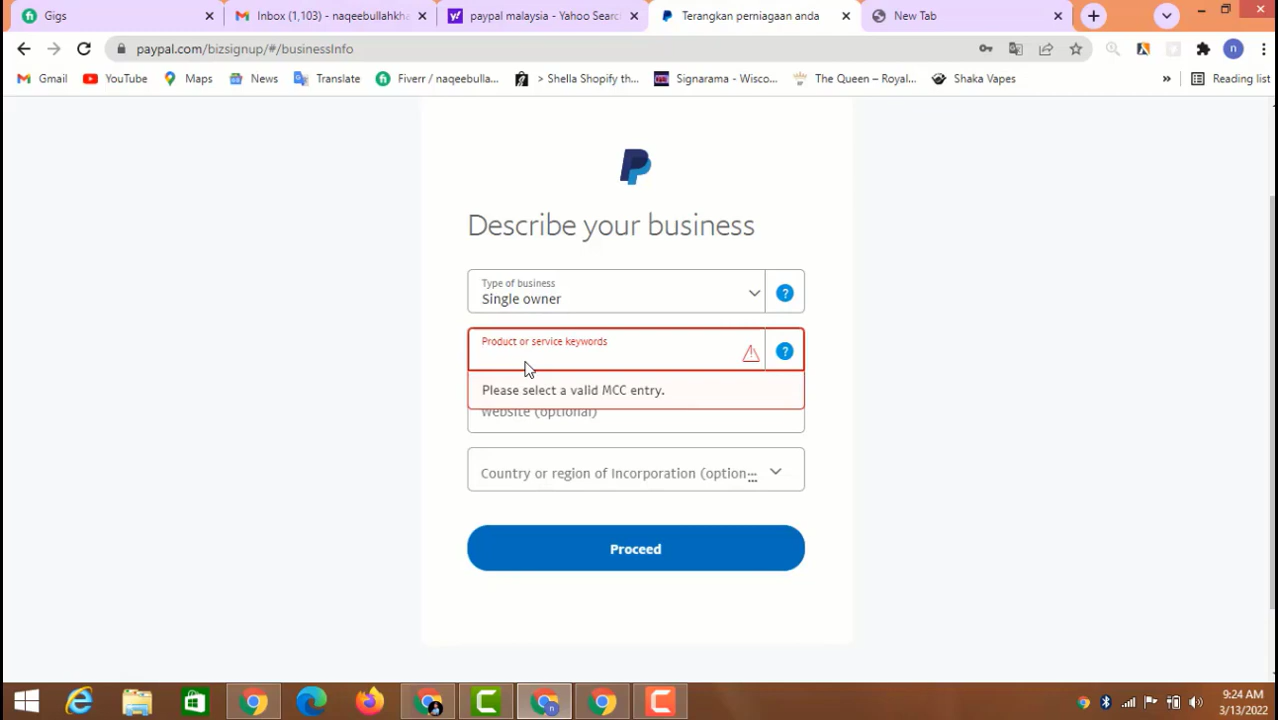 Gigs
Inbox (1,103) - naqeebullahkha
paypal malaysia - Yahoo Searc
Terangkan perniagaan anda
New Tab
paypal.com/bizsignup/#/businessInfo
n
Gmail
YouTube
Maps
News
Translate
Fiverr / naqeebulla...
> Shella Shopify th...
Signarama - Wisco...
The Queen – Royal...
Shaka Vapes
»
Reading list
Describe your business
Type of business
Single owner
?
Product or service keywords
?
Please select a valid MCC entry.
Website (optional)
Country or region of Incorporation (option...
Proceed
9:24 AM
3/13/2022